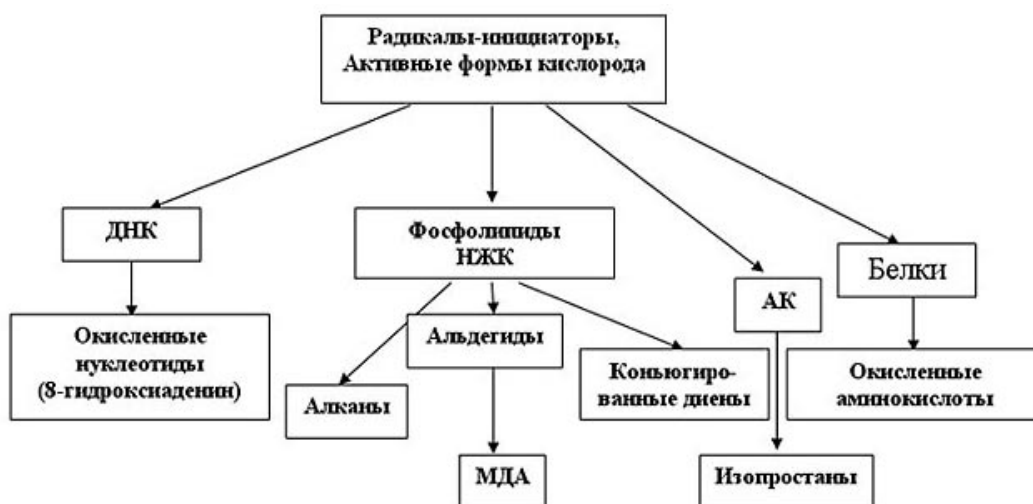 Радикалы-инициаторы,
Активные формы кислорода
ДНК
Фосфолипиды
НЖК
АК
Белки
Окисленные
нуклеотиды
(8-гидроксиаденин)
Алканы
Альдегиды
Коньюгиро-
ванные диены
Окисленные
аминокислоты
МДА
Изопростаны